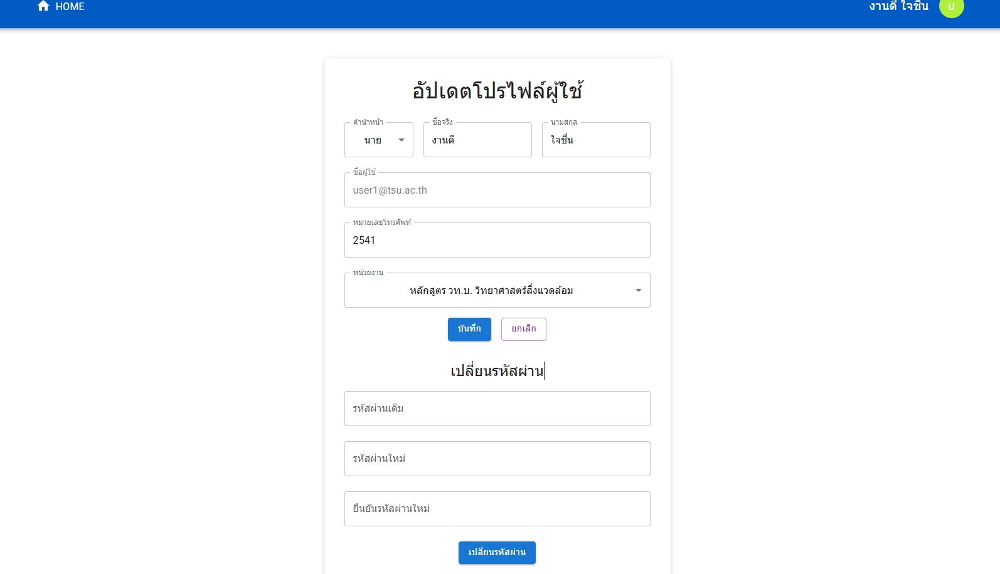 HOME งานดี ใจชื่น u
อัปเดตโปรไฟล์ผู้ใช้
คำนำหน้า ชื่อจริง นามสกุล
นาย งานดี ใจชื่น
ชื่อผู้ใช้
user1@tsu.ac.th
หมายเลขโทรศัพท์
2541
หน่วยงาน
หลักสูตร วท.บ. วิทยาศาสตร์สิ่งแวดล้อม
บันทึก ยกเลิก
เปลี่ยนรหัสผ่าน
รหัสผ่านเดิม
รหัสผ่านใหม่
ยืนยันรหัสผ่านใหม่
เปลี่ยนรหัสผ่าน